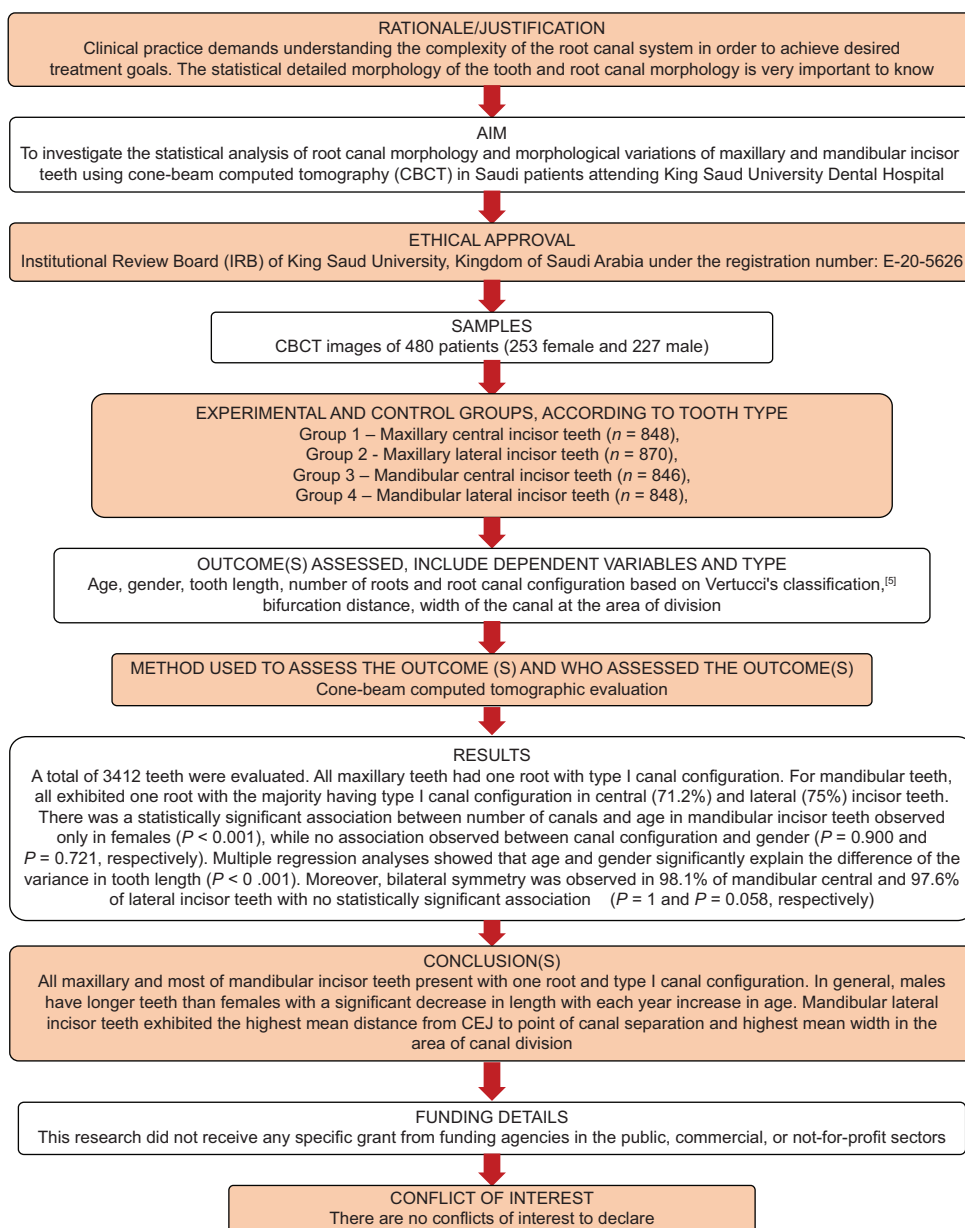 RATIONALE/JUSTIFICATION
Clinical practice demands understanding the complexity of the root canal system in order to achieve desired
treatment goals. The statistical detailed morphology of the tooth and root canal morphology is very important to know
AIM
To investigate the statistical analysis of root canal morphology and morphological variations of maxillary and mandibular incisor
teeth using cone-beam computed tomography (CBCT) in Saudi patients attending King Saud University Dental Hospital
ETHICAL APPROVAL
Institutional Review Board (IRB) of King Saud University, Kingdom of Saudi Arabia under the registration number: E-20-5626
SAMPLES
CBCT images of 480 patients (253 female and 227 male)
EXPERIMENTAL AND CONTROL GROUPS, ACCORDING TO TOOTH TYPE
Group 1 – Maxillary central incisor teeth (n = 848),
Group 2 - Maxillary lateral incisor teeth (n = 870),
Group 3 – Mandibular central incisor teeth (n = 846),
Group 4 – Mandibular lateral incisor teeth (n = 848),
OUTCOME(S) ASSESSED, INCLUDE DEPENDENT VARIABLES AND TYPE
Age, gender, tooth length, number of roots and root canal configuration based on Vertucci's classification,[5]
bifurcation distance, width of the canal at the area of division
METHOD USED TO ASSESS THE OUTCOME (S) AND WHO ASSESSED THE OUTCOME(S)
Cone-beam computed tomographic evaluation
RESULTS
A total of 3412 teeth were evaluated. All maxillary teeth had one root with type I canal configuration. For mandibular teeth,
all exhibited one root with the majority having type I canal configuration in central (71.2%) and lateral (75%) incisor teeth.
There was a statistically significant association between number of canals and age in mandibular incisor teeth observed
only in females (P < 0.001), while no association observed between canal configuration and gender (P = 0.900 and
P = 0.721, respectively). Multiple regression analyses showed that age and gender significantly explain the difference of the
variance in tooth length (P < 0 .001). Moreover, bilateral symmetry was observed in 98.1% of mandibular central and 97.6%
of lateral incisor teeth with no statistically significant association (P = 1 and P = 0.058, respectively)
CONCLUSION(S)
All maxillary and most of mandibular incisor teeth present with one root and type I canal configuration. In general, males
have longer teeth than females with a significant decrease in length with each year increase in age. Mandibular lateral
incisor teeth exhibited the highest mean distance from CEJ to point of canal separation and highest mean width in the
area of canal division
FUNDING DETAILS
This research did not receive any specific grant from funding agencies in the public, commercial, or not-for-profit sectors
CONFLICT OF INTEREST
There are no conflicts of interest to declare